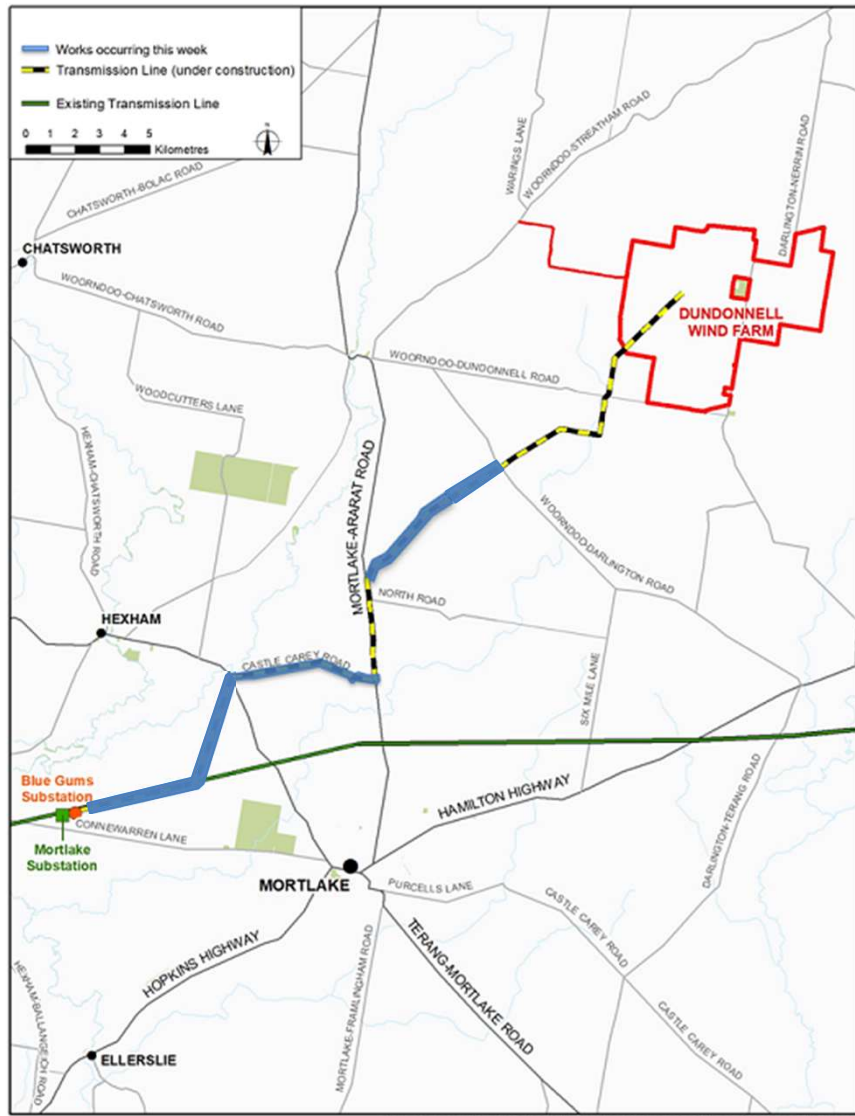 Works occurring this week
Transmission Line (under construction)
Existing Transmission Line
0 1 2 3 4 5
Kilometres
N
CHATSWORTH-BOLAC ROAD
WARINGS LANE
WOORNDOO-STREATHAM ROAD
DARLINGTON-NERRIN ROAD
CHATSWORTH
WOORNDOO-CHATSWORTH ROAD
DUNDONNELL
WIND FARM
WOORNDOO-DUNDONNELL ROAD
WOODCUTTERS LANE
HEXHAM-CHATSWORTH ROAD
MORTLAKE-ARARAT ROAD
WOORNDOO-DARLINGTON ROAD
NORTH ROAD
HEXHAM
CASTLE CAREY ROAD
SIX MILE LANE
Blue Gums
Substation
CONNEWARREN LANE
Mortlake
Substation
HAMILTON HIGHWAY
DARLINGTON-TERANG ROAD
MORTLAKE
PURCELLS LANE
CASTLE CAREY ROAD
HOPKINS HIGHWAY
MORTLAKE-FRAMLINGHAM ROAD
TERANG-MORTLAKE ROAD
HEXHAM-BALLANGEICH ROAD
CASTLE CAREY ROAD
ELLERSLIE